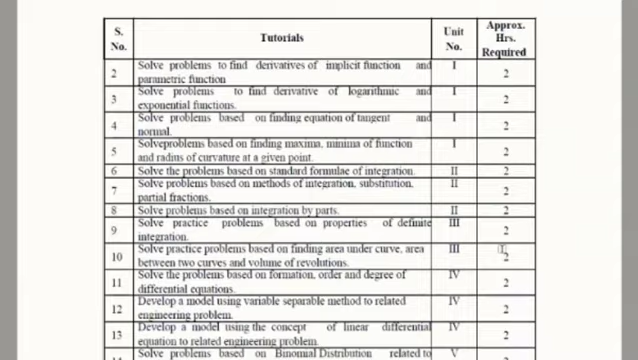 S. No. Tutorials Unit No. Approx. Hrs. Required
2 Solve problems to find derivatives of implicit function and I 2
parametric function
3 Solve problems to find derivative of logarithmic and I 2
exponential functions.
4 Solve problems based on finding equation of tangent and I 2
normal.
5 Solveproblems based on finding maxima, minima of function I 2
and radius of curvature at a given point.
6 Solve the problems based on standard formulae of integration. II 2
7 Solve problems based on methods of integration, substitution, II 2
partial fractions.
8 Solve problems based on integration by parts. II 2
9 Solve practice problems based on properties of definite III 2
integration.
10 Solve practice problems based on finding area under curve, area III 2
between two curves and volume of revolutions.
11 Solve the problems based on formation, order and degree of IV 2
differential equations.
12 Develop a model using variable separable method to related IV 2
engineering problem.
13 Develop a model using the concept of linear differential IV 2
equation to related engineering problem.
Solve problems based on Binomial Distribution related to V